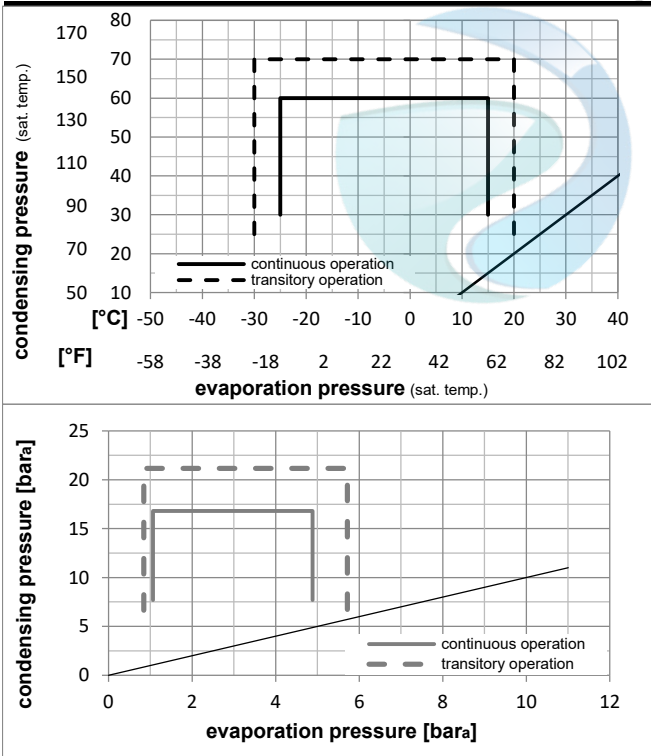 condensing pressure (sat. temp.)
170 80
150 70
130 60
110 50
90 40
70 30
20
50 10
continuous operation
transitory operation
[°C] -50 -40 -30 -20 -10 0 10 20 30 40
[°F] -58 -38 -18 2 22 42 62 82 102
evaporation pressure (sat. temp.)
condensing pressure [bara]
25
20
15
10
5
0
continuous operation
transitory operation
0 2 4 6 8 10 12
evaporation pressure [bara]